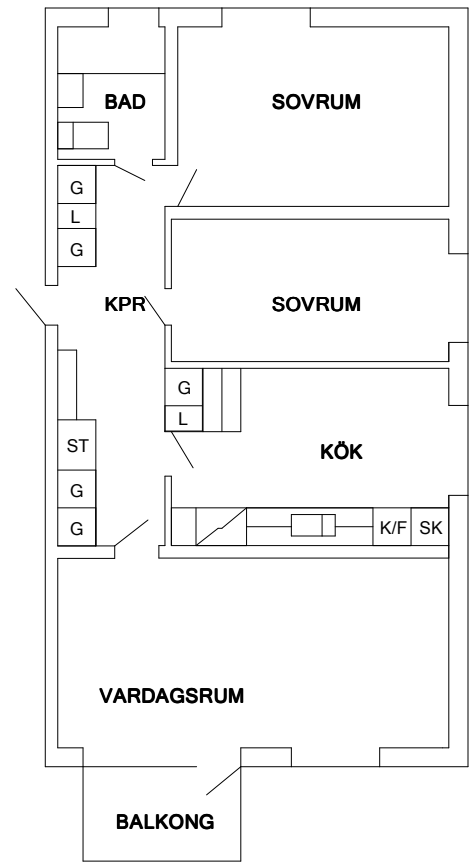 BAD
SOVRUM
G
L
G
KPR
SOVRUM
G
L
ST
KÖK
G
G
K/F
SK
VARDAGSRUM
BALKONG